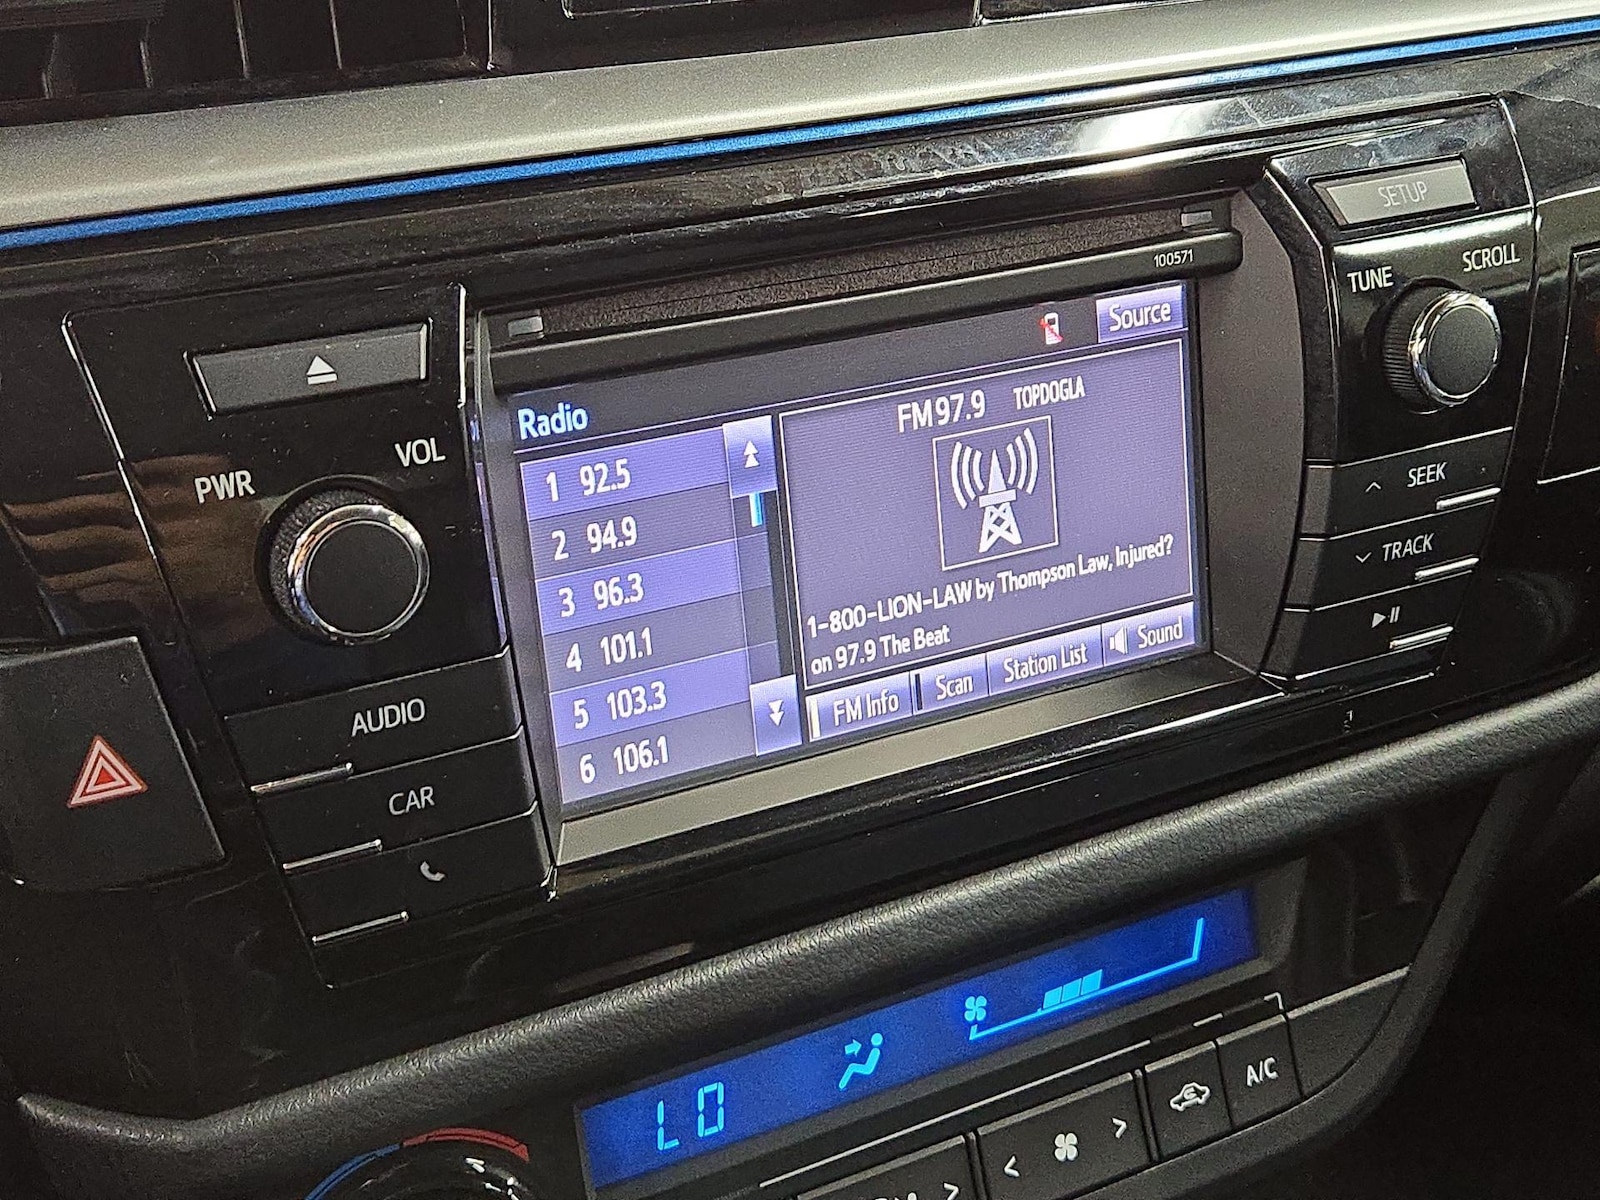 SETUP
100571
TUNE
SCROLL
Source
Radio
FM97.9 TOPDOGLA
PWR
VOL
1 92.5
2 94.9
3 96.3
4 101.1
5 103.3
6 106.1
1-800-LION-LAW by Thompson Law, Injured?
on 97.9 The Beat
FM Info
Scan
Station List
Sound
SEEK
TRACK
AUDIO
CAR
LO
A/C